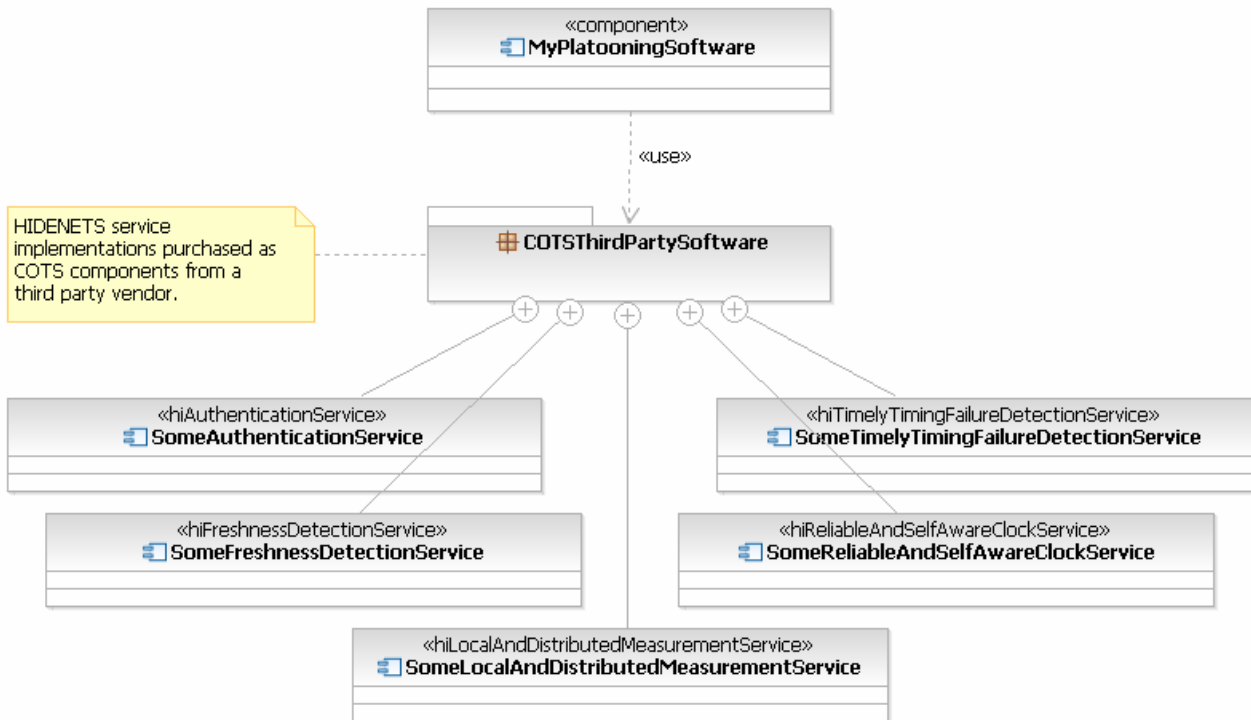 «component»
MyPlatooningSoftware
«use»
HIDENETS service
implementations purchased as
COTS components from a
third party vendor.
COTSThirdPartySoftware
«hiAuthenticationService»
SomeAuthenticationService
«hiTimelyTimingFailureDetectionService»
SomeTimelyTimingFailureDetectionService
«hiFreshnessDetectionService»
SomeFreshnessDetectionService
«hiReliableAndSelfAwareClockService»
SomeReliableAndSelfAwareClockService
«hiLocalAndDistributedMeasurementService»
SomeLocalAndDistributedMeasurementService